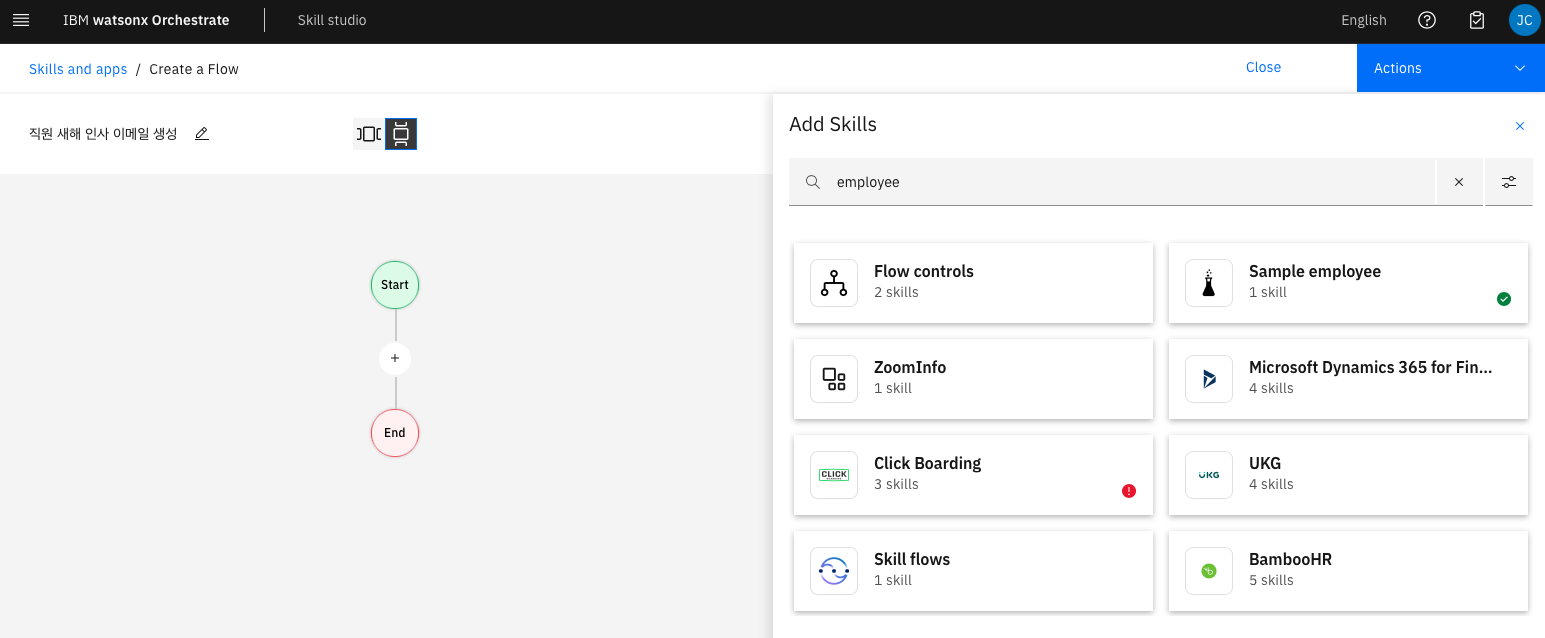 IBM watsonx Orchestrate
Skill studio
English
JC
Skills and apps / Create a Flow
Close
Actions
직원 새해 인사 이메일 생성
Start
+
End
Add Skills
employee
Flow controls
2 skills
Sample employee
1 skill
ZoomInfo
1 skill
Microsoft Dynamics 365 for Fin...
4 skills
CLICK
Click Boarding
3 skills
UKG
UKG
4 skills
Skill flows
1 skill
BambooHR
5 skills